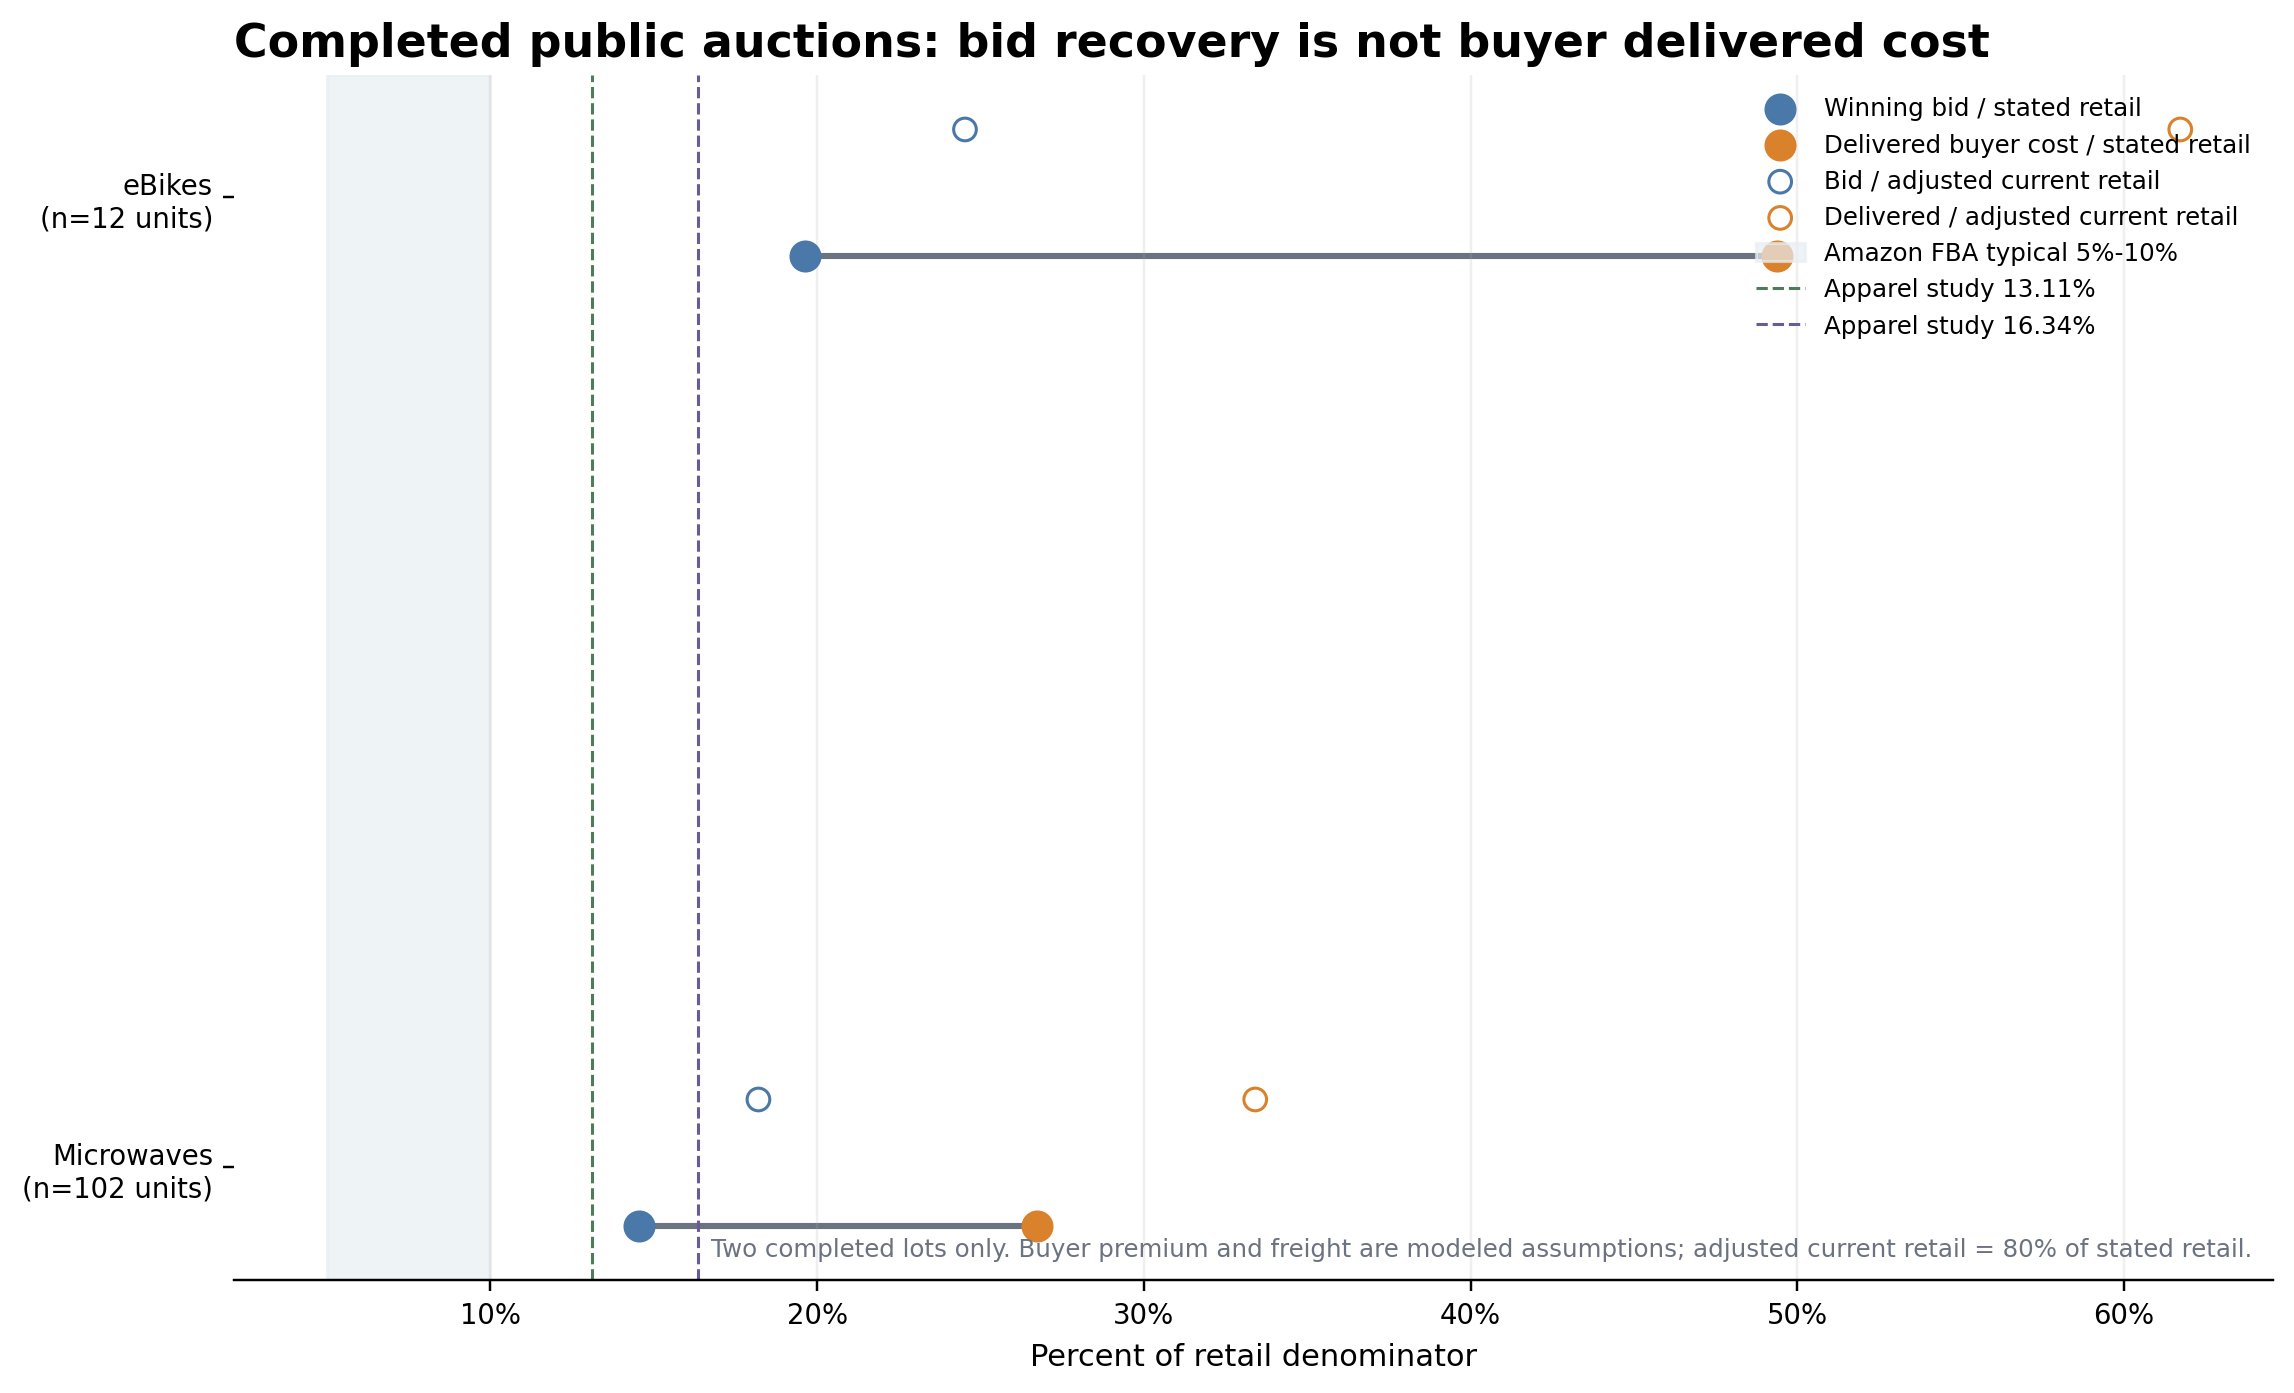 Completed public auctions: bid recovery is not buyer delivered cost
Winning bid / stated retail
Delivered buyer cost / stated retail
Bid / adjusted current retail
Delivered / adjusted current retail
Amazon FBA typical 5%-10%
Apparel study 13.11%
Apparel study 16.34%
eBikes
(n=12 units)
Microwaves
(n=102 units)
Two completed lots only. Buyer premium and freight are modeled assumptions; adjusted current retail = 80% of stated retail.
10% 20% 30% 40% 50% 60%
Percent of retail denominator